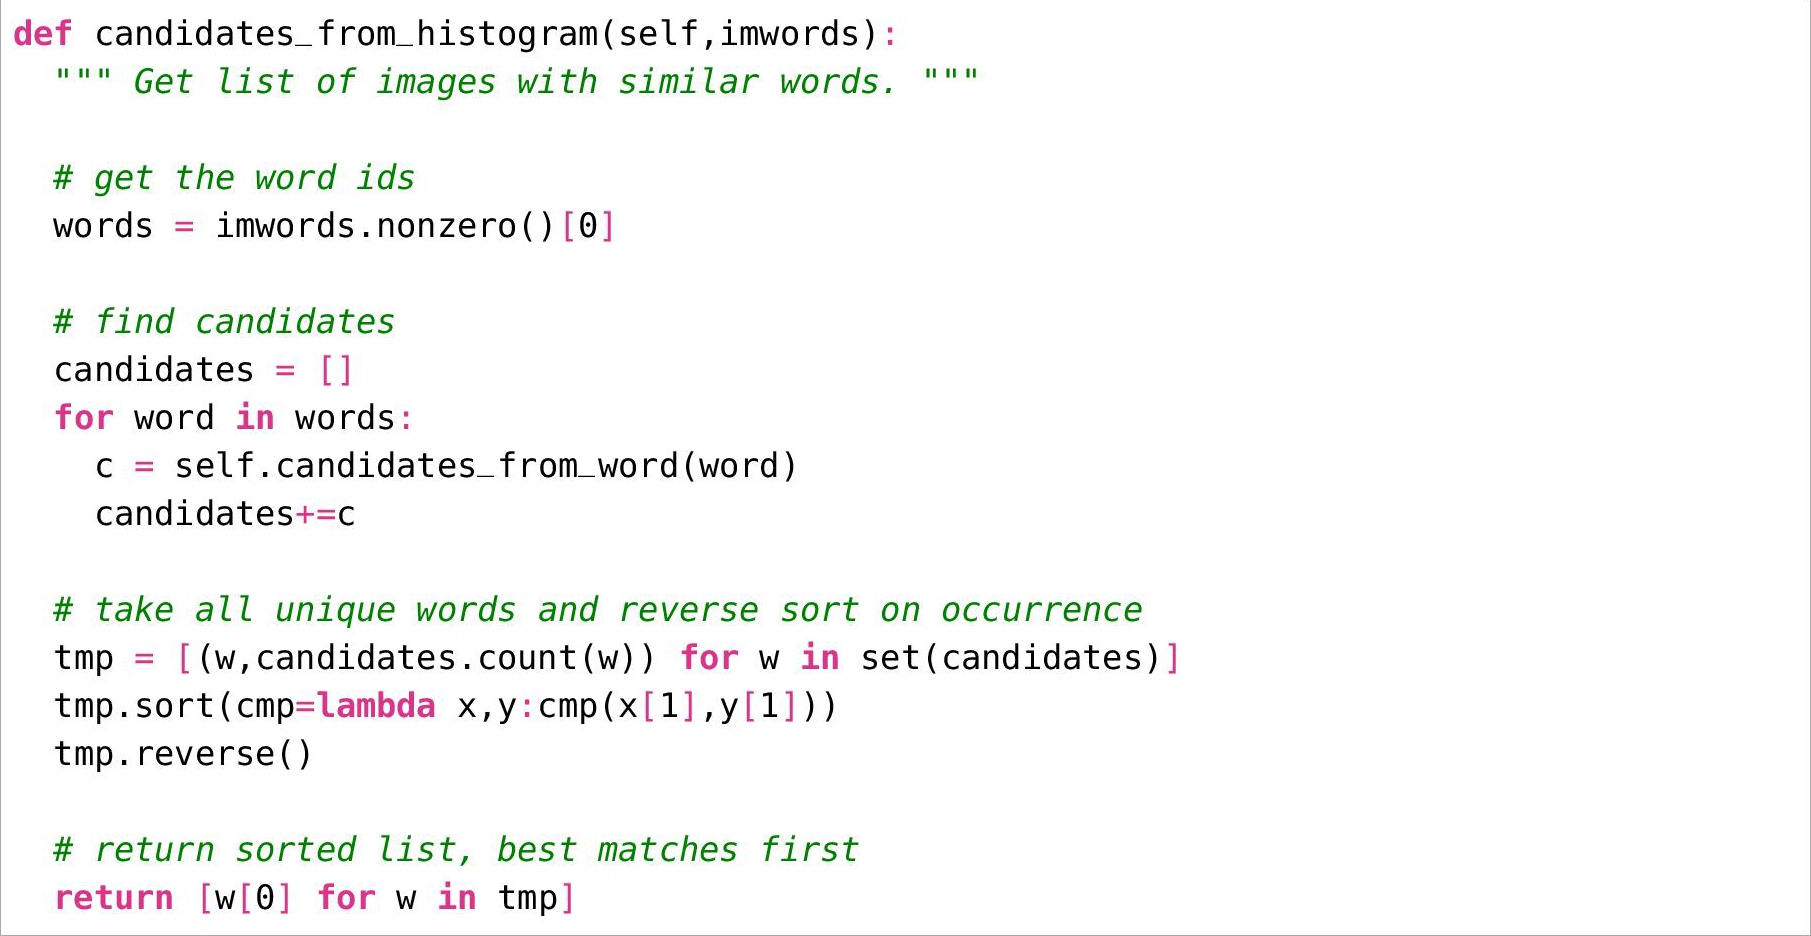 def candidates_from_histogram(self,imwords):
  """ Get list of images with similar words. """

  # get the word ids
  words = imwords.nonzero()[0]

  # find candidates
  candidates = []
  for word in words:
    c = self.candidates_from_word(word)
    candidates+=c

  # take all unique words and reverse sort on occurrence
  tmp = [(w,candidates.count(w)) for w in set(candidates)]
  tmp.sort(cmp=lambda x,y:cmp(x[1],y[1]))
  tmp.reverse()

  # return sorted list, best matches first
  return [w[0] for w in tmp]